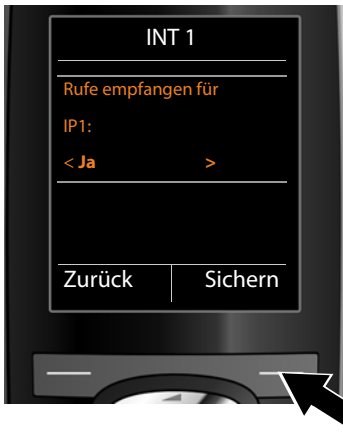 INT 1
Rufe empfangen für
IP1:
< Ja >
Zurück Sichern